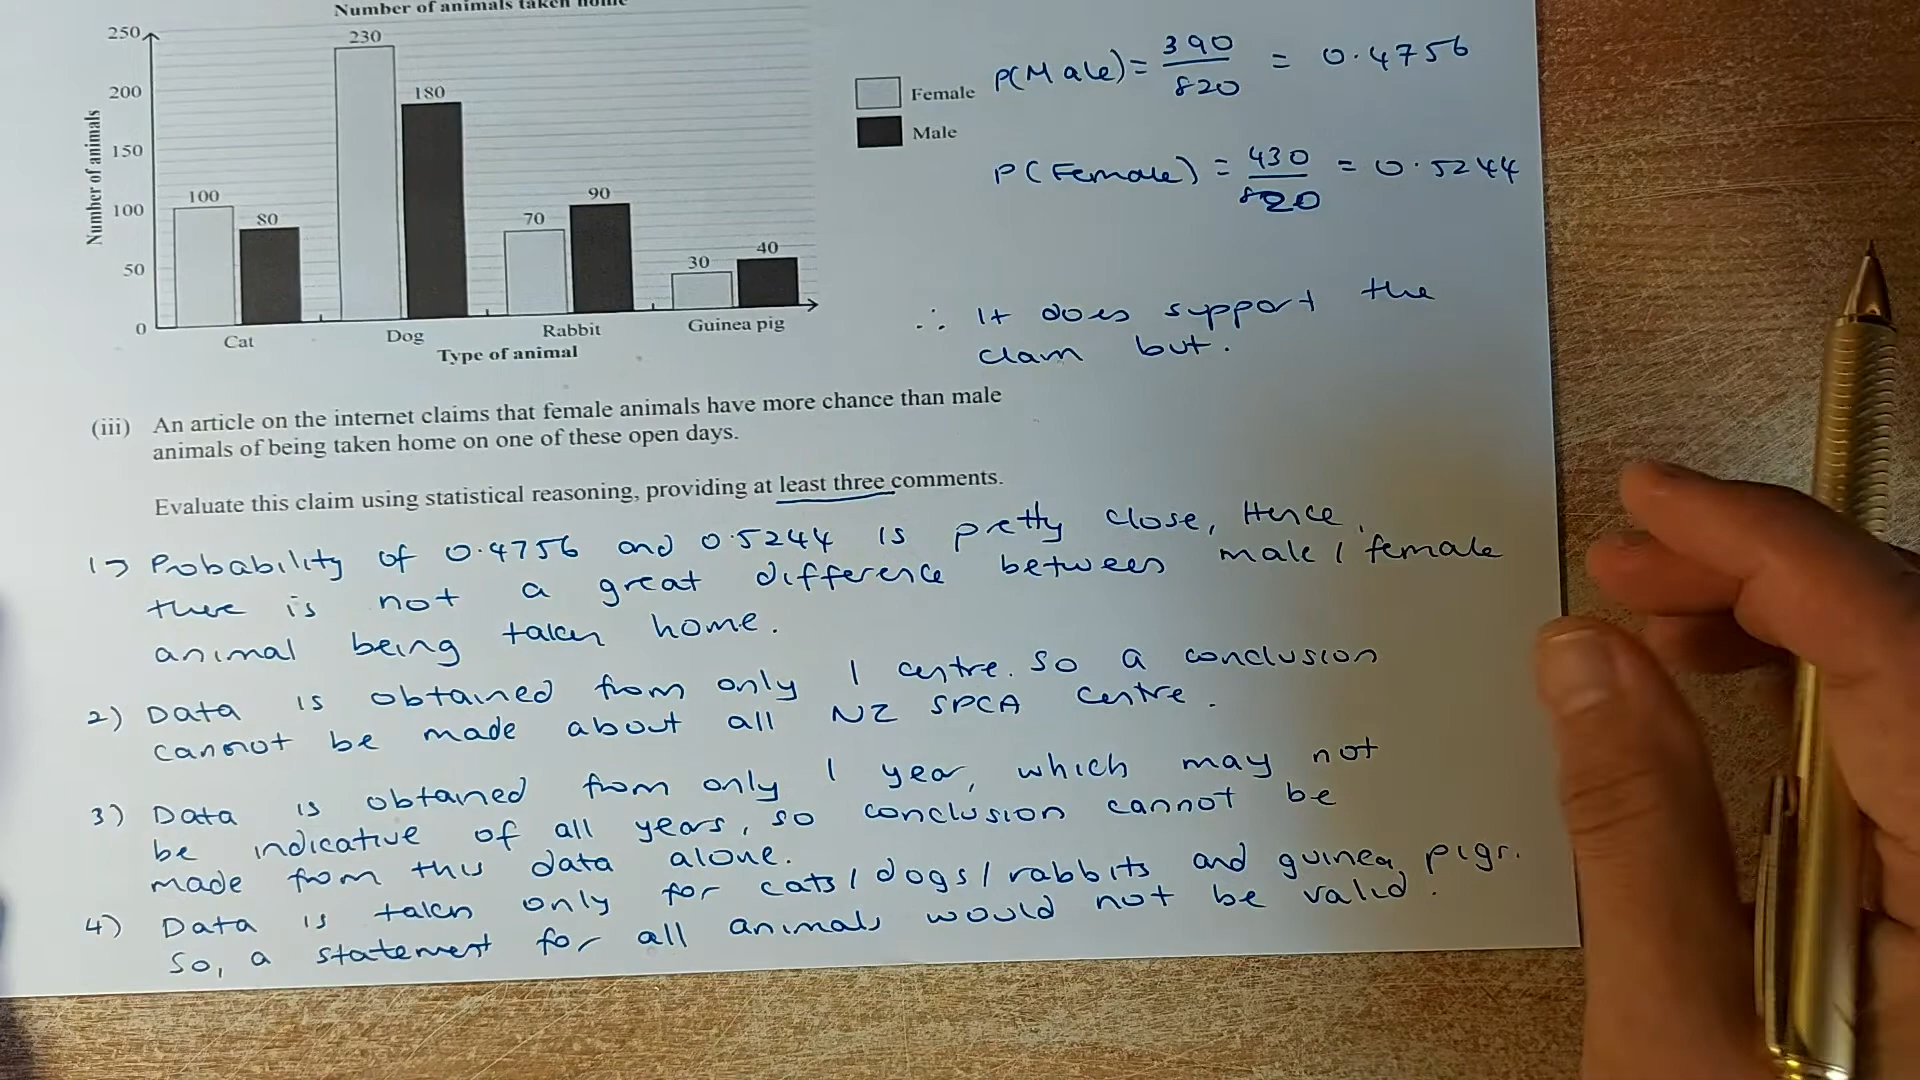 Number of animals taken home
250
200
150
100
50
0
Number of animals
100
80
230
180
70
90
30
40
Cat
Dog
Rabbit
Guinea pig
Type of animal
Female
Male
P(Male) = 390/820 = 0.4756
P(Female) = 430/820 = 0.5244
∴ It does support the
claim but.
(iii) An article on the internet claims that female animals have more chance than male
animals of being taken home on one of these open days.
Evaluate this claim using statistical reasoning, providing at least three comments.
1) Probability of 0.4756 and 0.5244 is pretty close, Hence,
there is not a great difference between male / female
animal being taken home.
2) Data is obtained from only 1 centre. So a conclusion
cannot be made about all NZ SPCA centre.
3) Data is obtained from only 1 year, which may not
be indicative of all years, so conclusion cannot be
made from this data alone.
4) Data is taken only for cats / dogs / rabbits and guinea pigs.
So, a statement for all animals would not be valid.